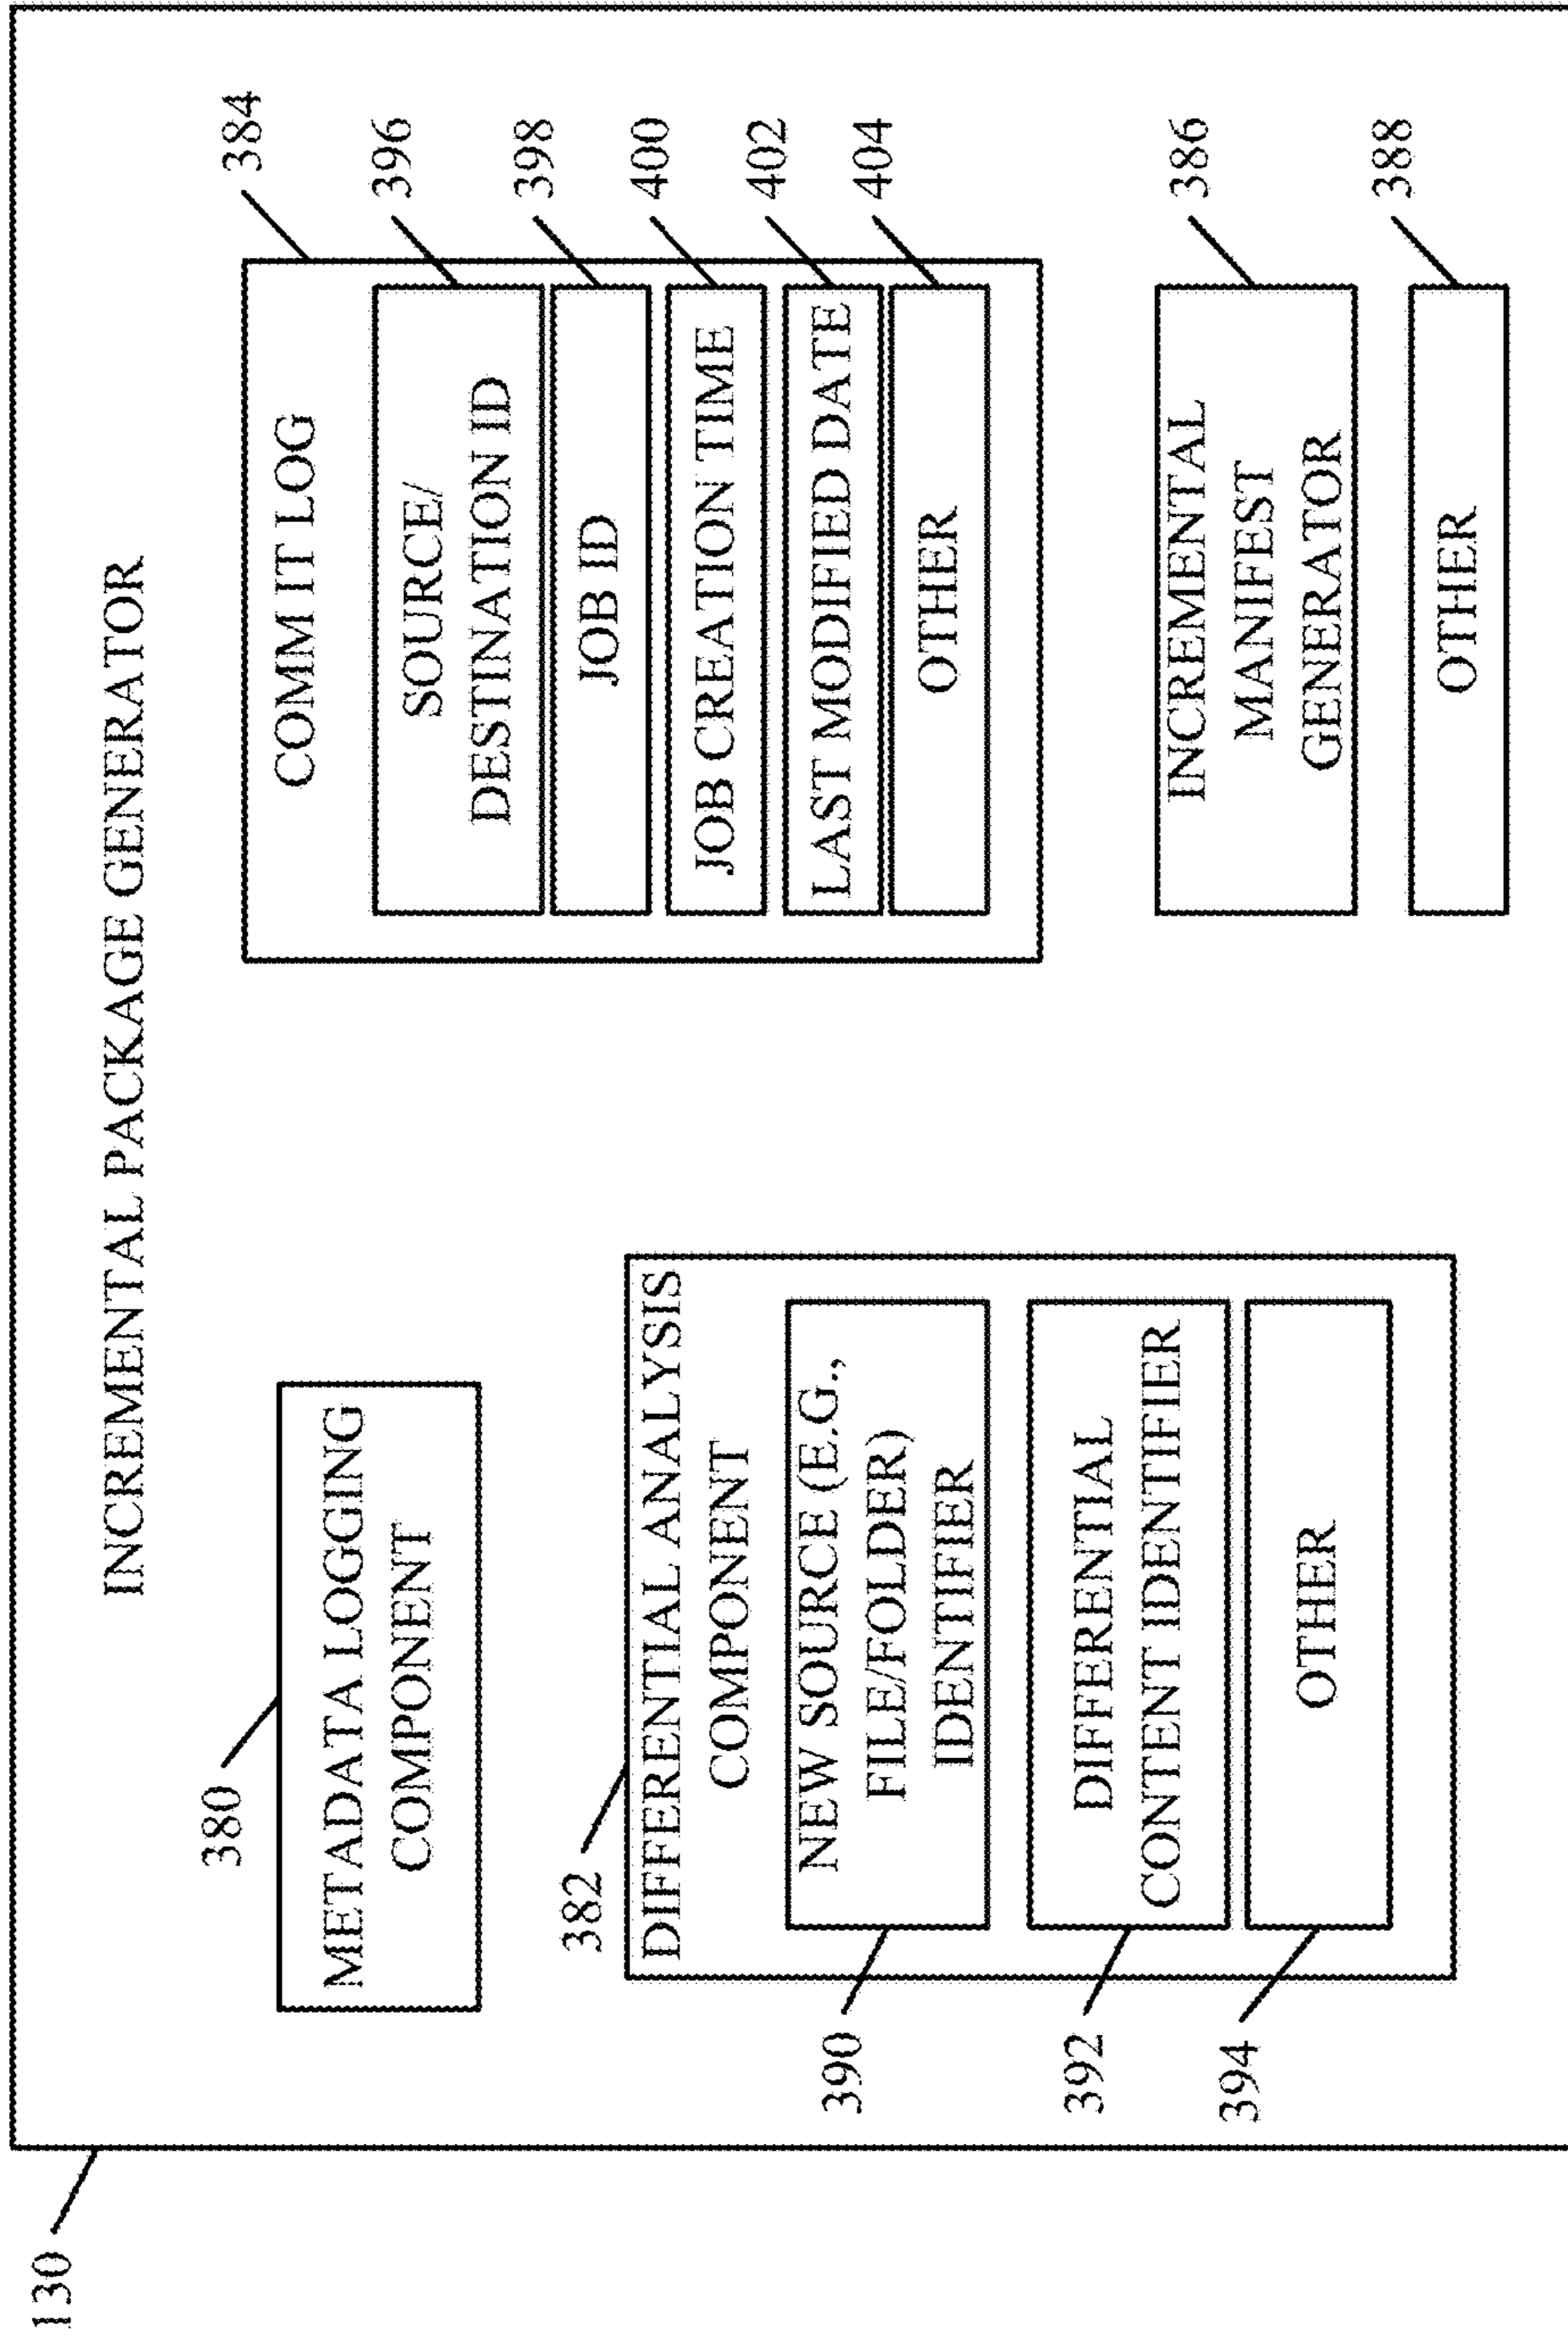 130
INCREMENTAL PACKAGE GENERATOR
380
METADATA LOGGING
COMPONENT
382
DIFFERENTIAL ANALYSIS
COMPONENT
390
NEW SOURCE (E.G.,
FILE/FOLDER)
IDENTIFIER
392
DIFFERENTIAL
CONTENT IDENTIFIER
394
OTHER
384
COMM IT LOG
396
SOURCE/
DESTINATION ID
398
JOB ID
400
JOB CREATION TIME
402
LAST MODIFIED DATE
404
OTHER
386
INCREMENTAL
MANIFEST
GENERATOR
388
OTHER